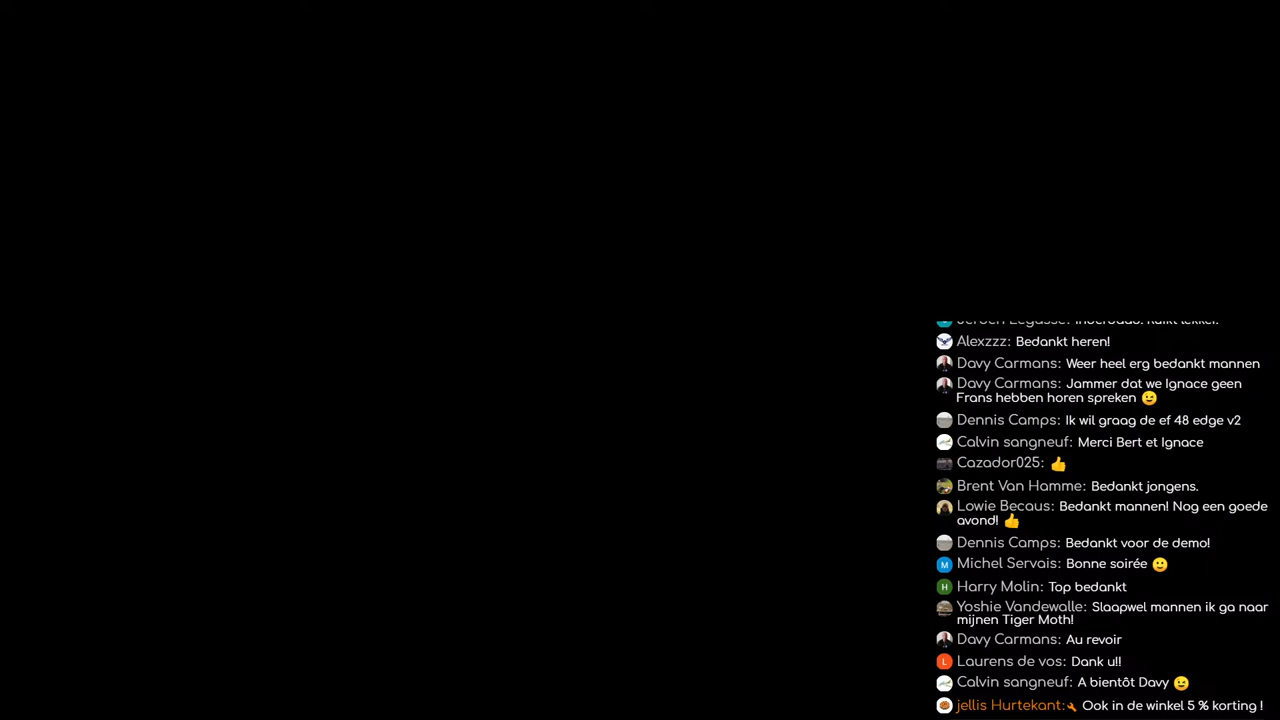 Alexzzz: Bedankt heren!
Davy Carmans: Weer heel erg bedankt mannen
Davy Carmans: Jammer dat we Ignace geen
Frans hebben horen spreken 😉
Dennis Camps: Ik wil graag de ef 48 edge v2
Calvin sangneuf: Merci Bert et Ignace
Cazador025: 👍
Brent Van Hamme: Bedankt jongens.
Lowie Becaus: Bedankt mannen! Nog een goede
avond! 👍
Dennis Camps: Bedankt voor de demo!
M Michel Servais: Bonne soirée 🙂
H Harry Molin: Top bedankt
Yoshie Vandewalle: Slaapwel mannen ik ga naar
mijnen Tiger Moth!
Davy Carmans: Au revoir
L Laurens de vos: Dank u!!
Calvin sangneuf: A bientôt Davy 😉
jellis Hurtekant: Ook in de winkel 5 % korting !